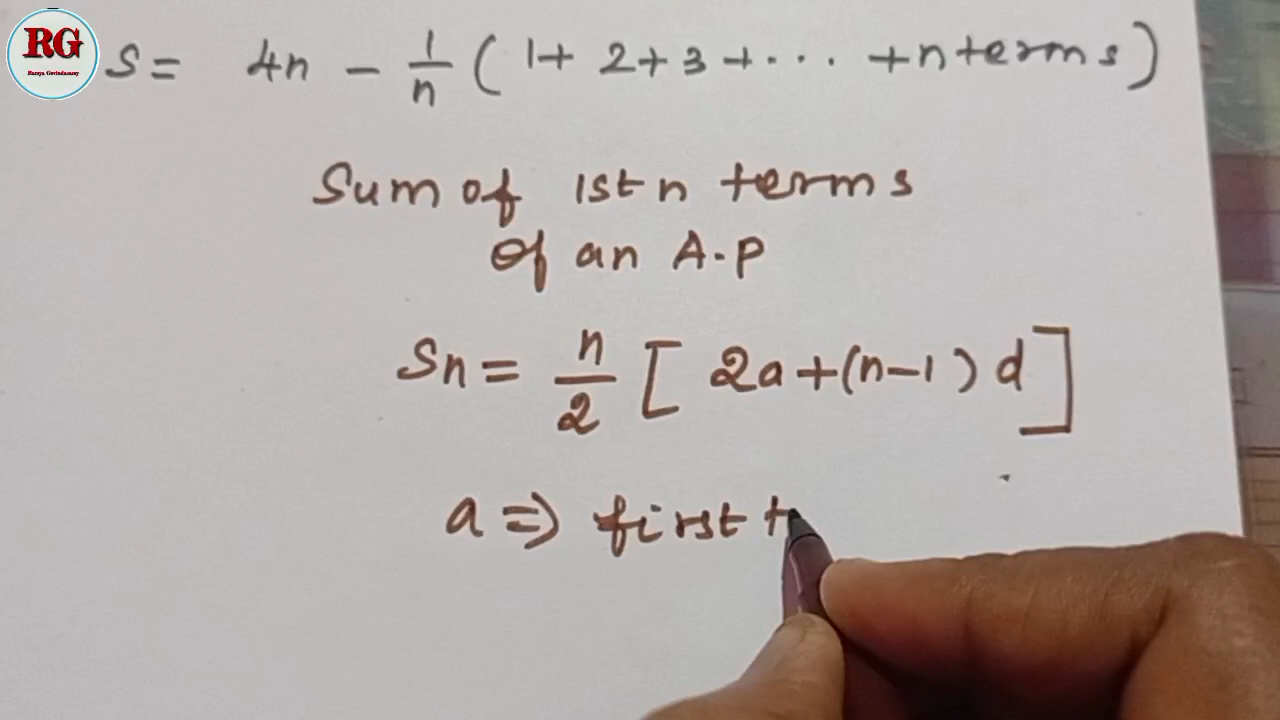 RG
S = 4n - 1/n ( 1 + 2 + 3 + ... + n terms )
Sum of 1st n terms
of an A.P
Sn = n/2 [ 2a + (n-1) d ]
a => first t